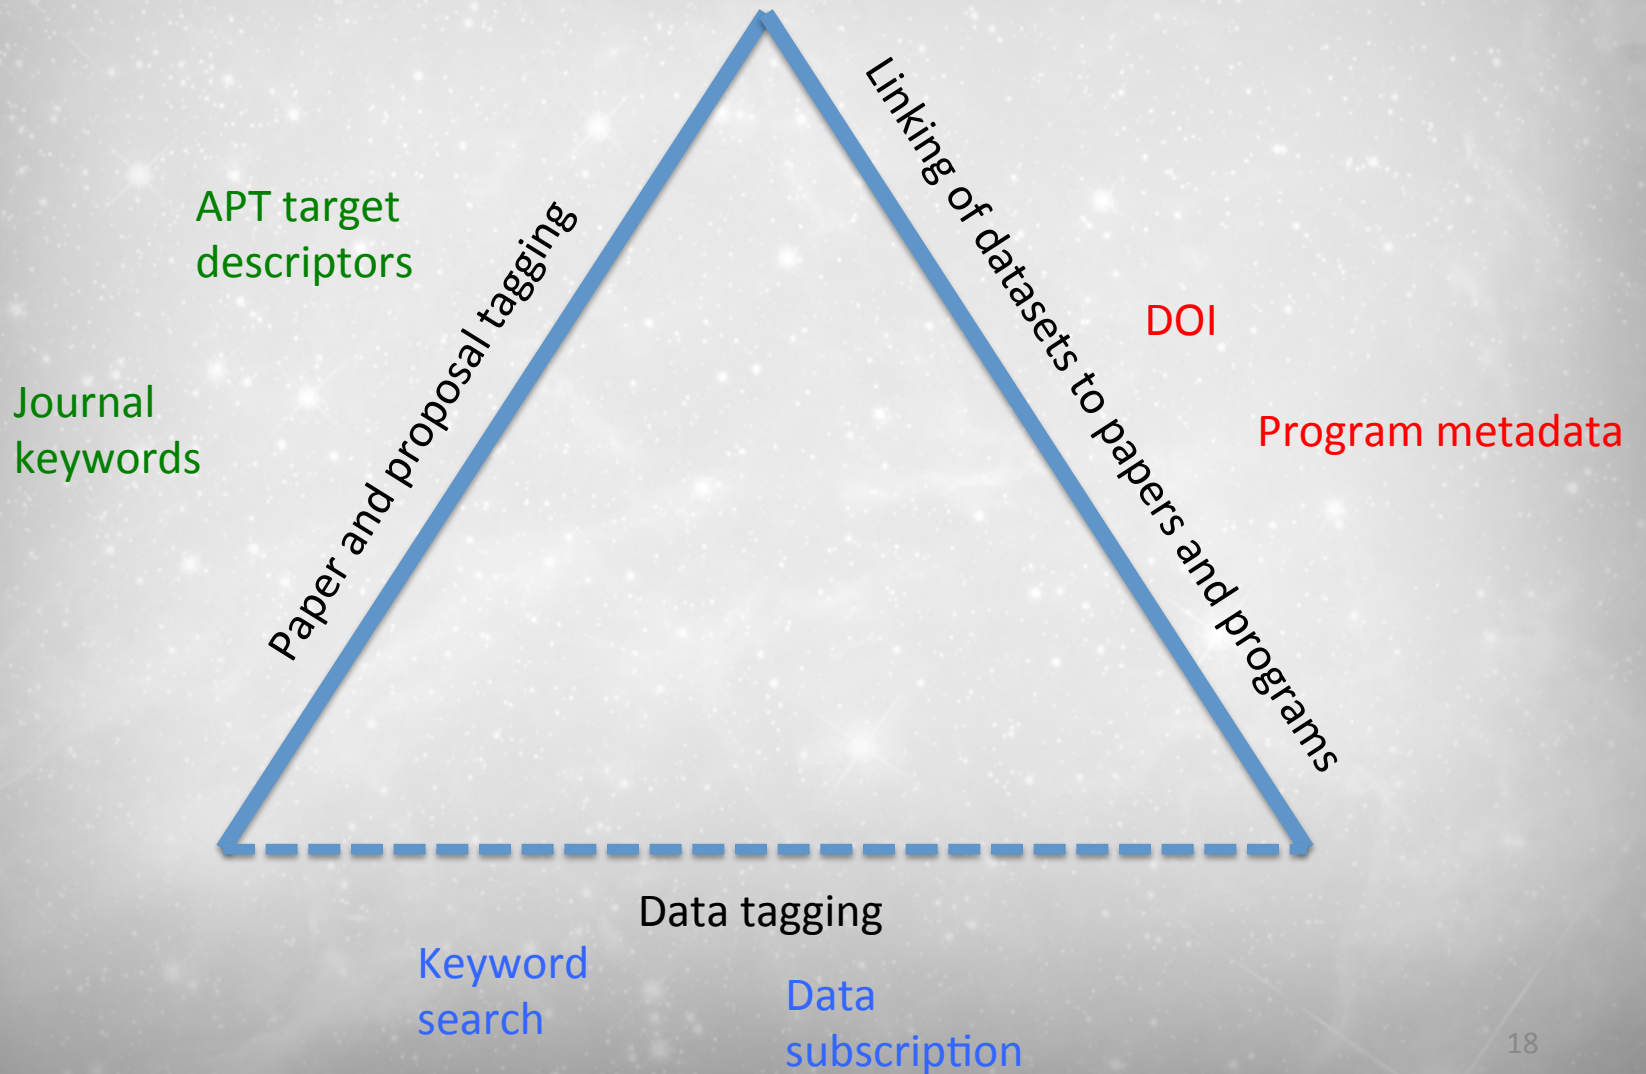 APT target
descriptors
Journal
keywords
Paper and proposal tagging
Linking of datasets to papers and programs
DOI
Program metadata
Data tagging
Keyword
search
Data
subscription
18